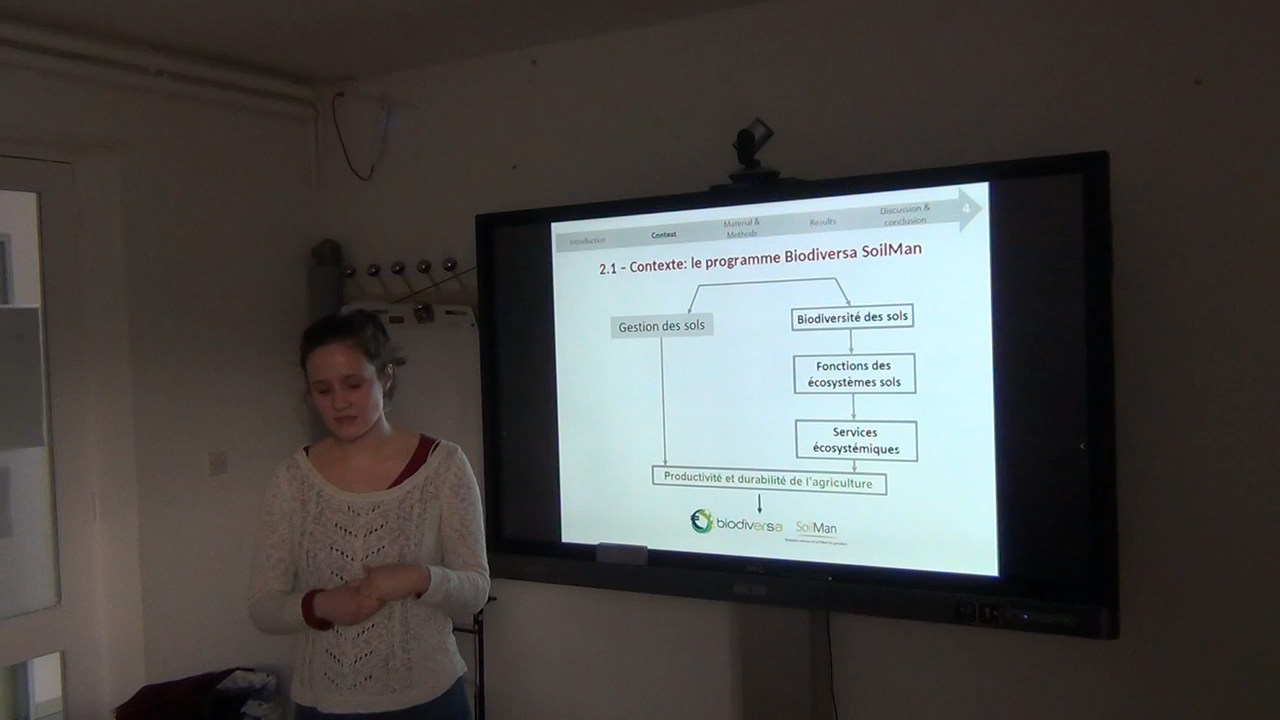 Introduction
Context
Material &
Methods
Results
Discussion &
conclusion
4
2.1 – Contexte: le programme Biodiversa SoilMan
Gestion des sols
Biodiversité des sols
Fonctions des
écosystèmes sols
Services
écosystémiques
Productivité et durabilité de l'agriculture
biodiversa
SoilMan